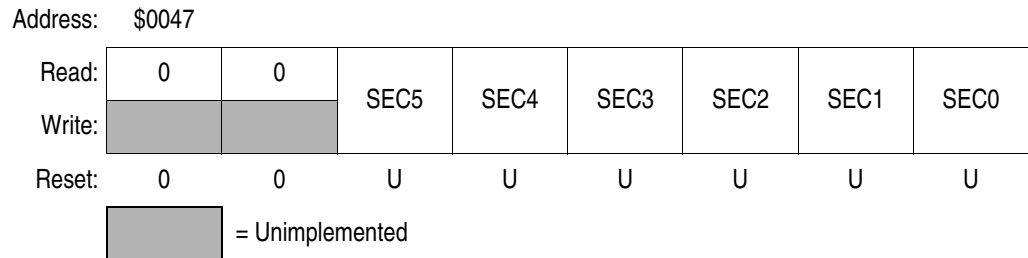 Address: $0047
Read: 0 0 SEC5 SEC4 SEC3 SEC2 SEC1 SEC0
Write:
Reset: 0 0 U U U U U U
= Unimplemented